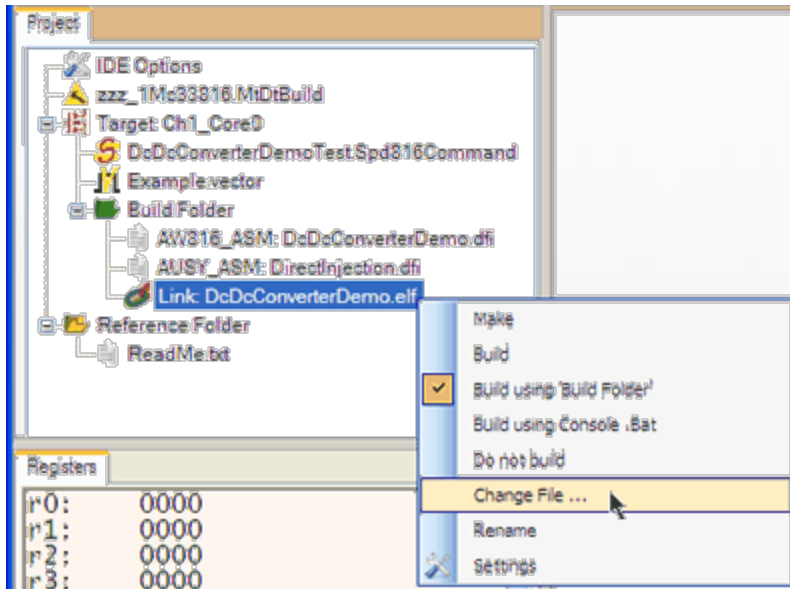 Project
IDE Options
zzz_1Mc33816.MtDtBuild
Target: Ch1_Core0
DcDcConverterDemoTest.Spd816Command
Example.vector
Build Folder
AW816_ASM: DcDcConverterDemo.dfi
AUSY_ASM: DirectInjection.dfi
Link: DcDcConverterDemo.elf
Reference Folder
ReadMe.txt
Make
Build
Build using 'Build Folder'
Build using Console .Bat
Do not build
Change File ...
Rename
Settings
Registers
r0: 0000
r1: 0000
r2: 0000
r3: 0000